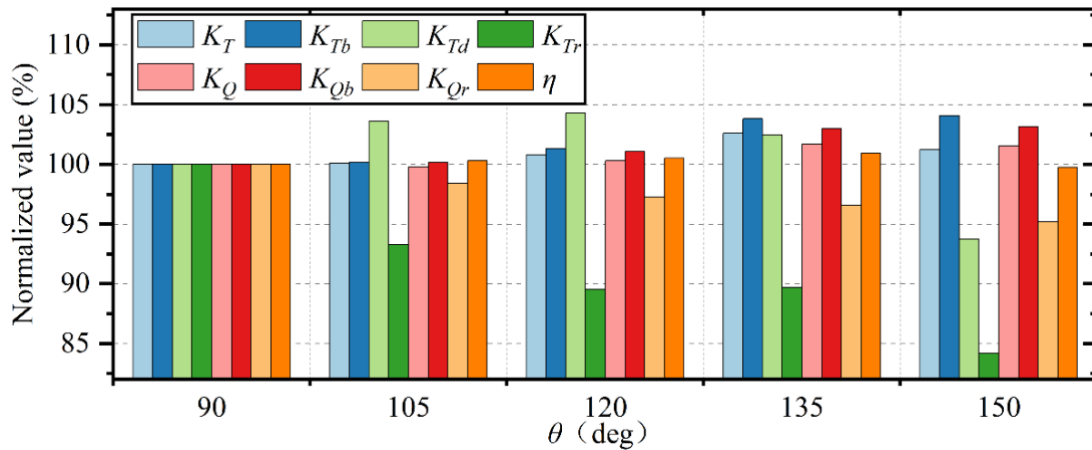 Normalized value (%)
110
105
100
95
90
85
K_T K_Tb K_Td K_Tr
K_Q K_Qb K_Qr η
90 105 120 135 150
θ（deg）